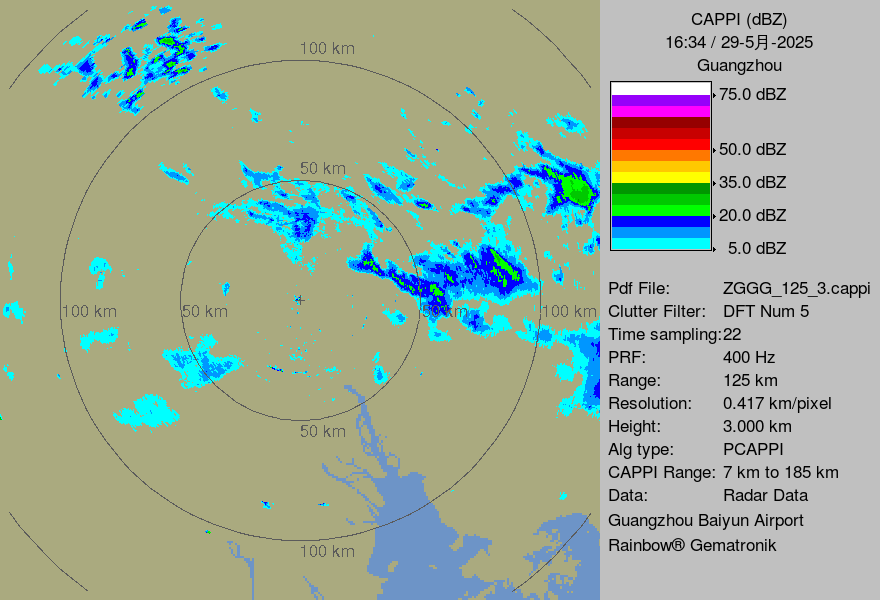 CAPPI (dBZ)
16:34 / 29-5月-2025
Guangzhou
75.0 dBZ
50.0 dBZ
35.0 dBZ
20.0 dBZ
5.0 dBZ
Pdf File: ZGGG_125_3.cappi
Clutter Filter: DFT Num 5
Time sampling:22
PRF: 400 Hz
Range: 125 km
Resolution: 0.417 km/pixel
Height: 3.000 km
Alg type: PCAPPI
CAPPI Range: 7 km to 185 km
Data: Radar Data
Guangzhou Baiyun Airport
Rainbow® Gematronik
100 km
50 km
100 km 50 km 50 km 100 km
50 km
100 km